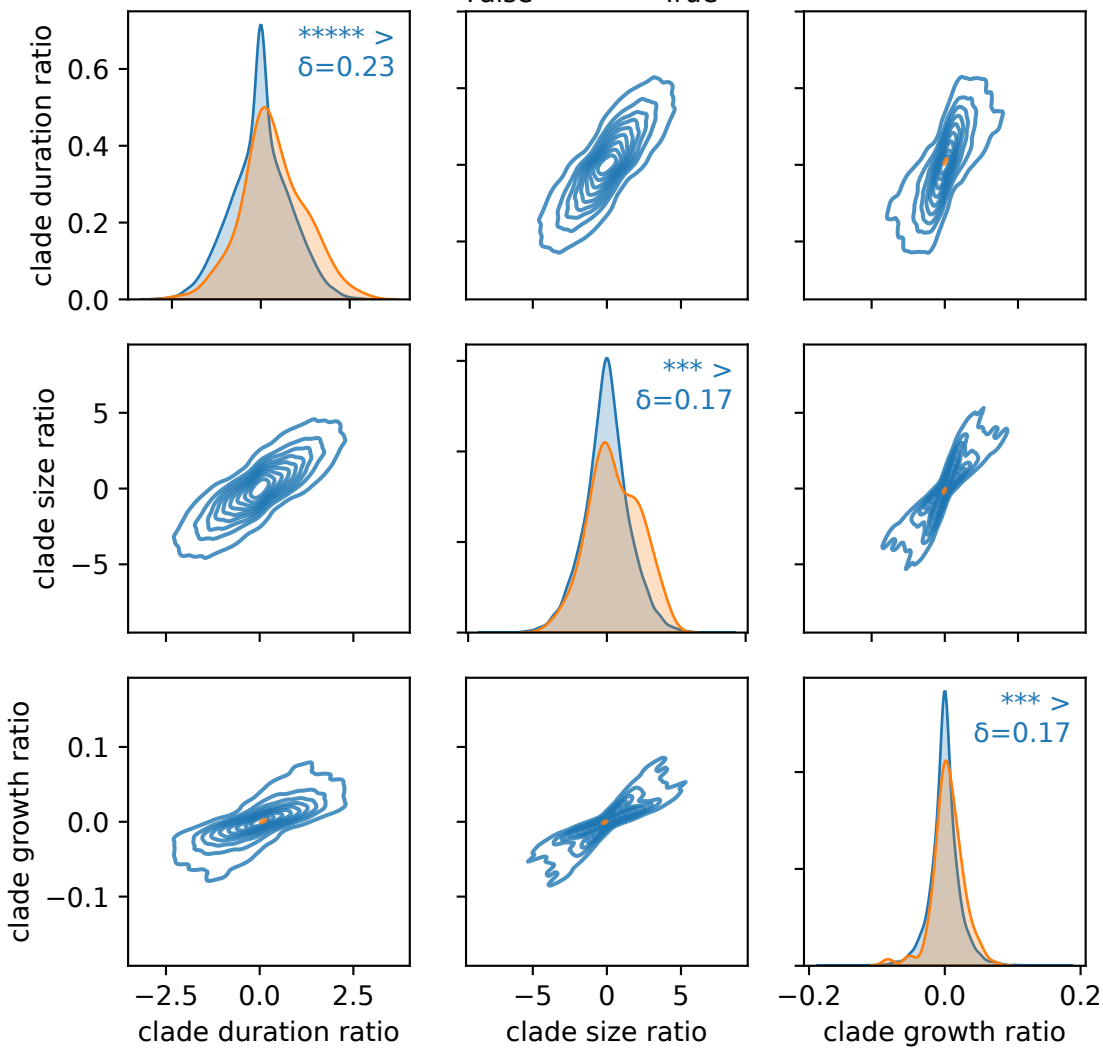 clade duration ratio
0.6
0.4
0.2
0.0
***** >
δ=0.23
clade size ratio
5
0
−5
*** >
δ=0.17
clade growth ratio
0.1
0.0
−0.1
*** >
δ=0.17
−2.5 0.0 2.5
clade duration ratio
−5 0 5
clade size ratio
−0.2 0.0 0.2
clade growth ratio